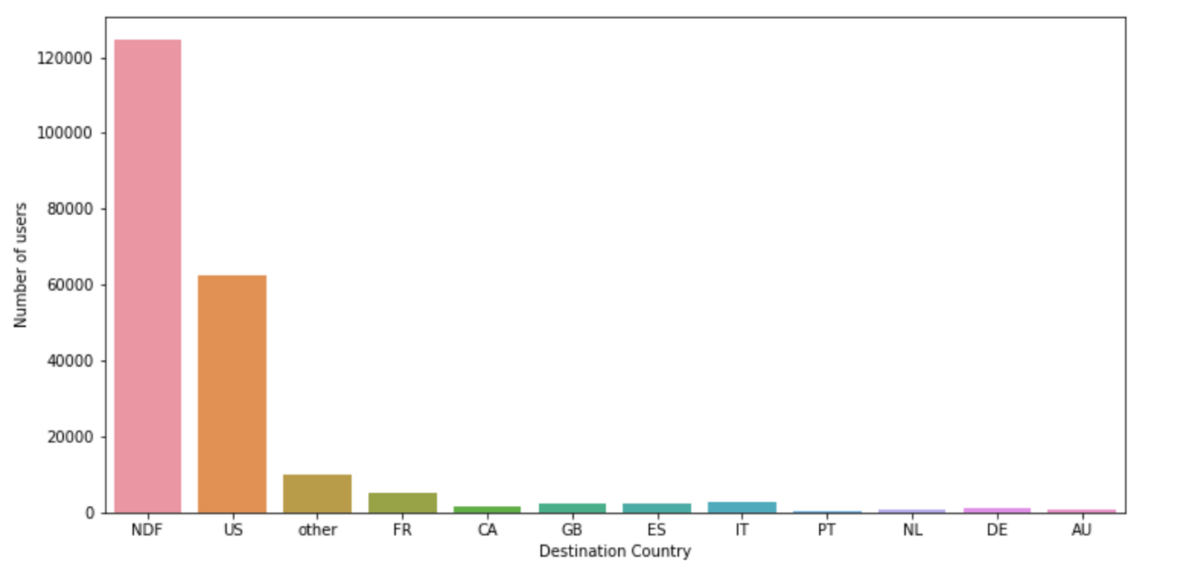 120000
100000
80000
60000
40000
20000
0
Number of users
NDF US other FR CA GB ES IT PT NL DE AU
Destination Country